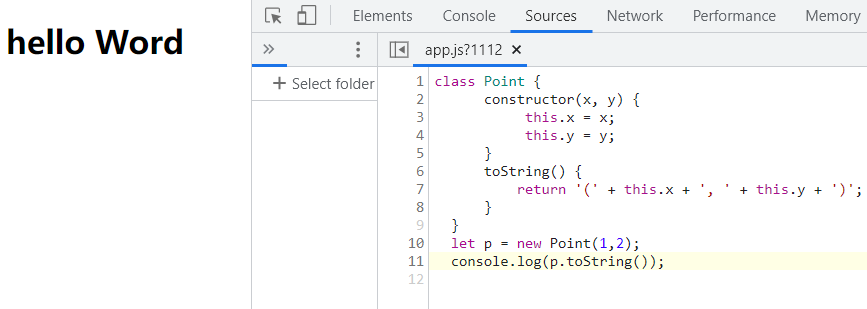 hello Word
Elements Console Sources Network Performance Memory
» app.js?1112 ×
+ Select folder
1 class Point {
2 constructor(x, y) {
3 this.x = x;
4 this.y = y;
5 }
6 toString() {
7 return '(' + this.x + ', ' + this.y + ')';
8 }
9 }
10 let p = new Point(1,2);
11 console.log(p.toString());
12